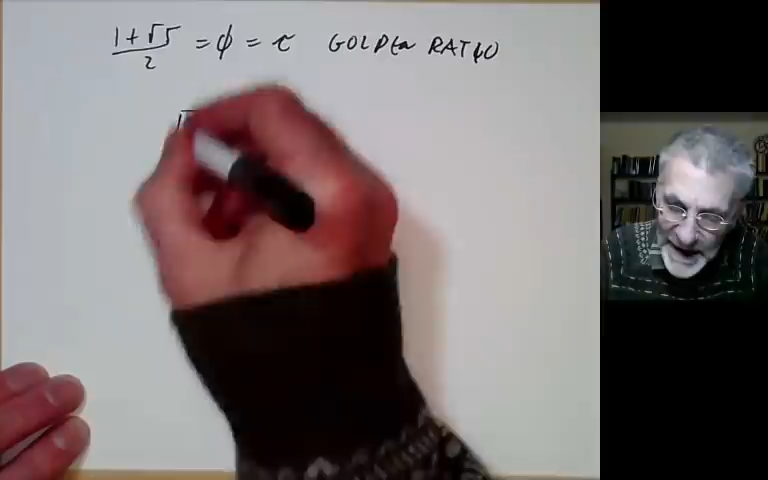 1+√5/2 = φ = τ GOLDEN RATIO